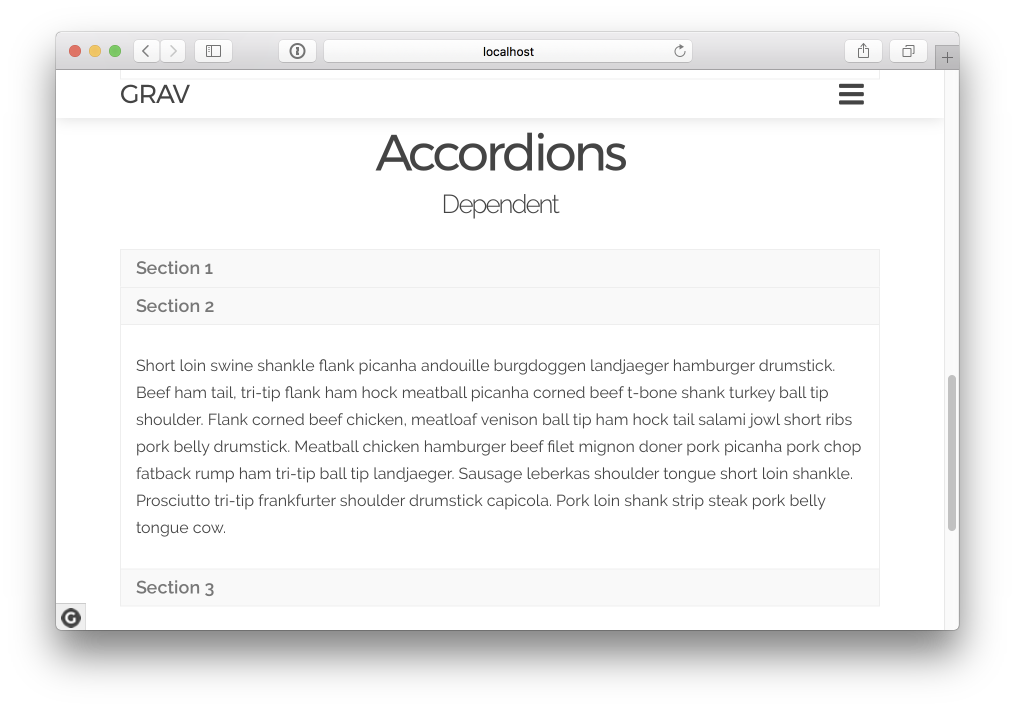 localhost
GRAV
Accordions
Dependent
Section 1
Section 2
Short loin swine shankle flank picanha andouille burgdoggen landjaeger hamburger drumstick.
Beef ham tail, tri-tip flank ham hock meatball picanha corned beef t-bone shank turkey ball tip
shoulder. Flank corned beef chicken, meatloaf venison ball tip ham hock tail salami jowl short ribs
pork belly drumstick. Meatball chicken hamburger beef filet mignon doner pork picanha pork chop
fatback rump ham tri-tip ball tip landjaeger. Sausage leberkas shoulder tongue short loin shankle.
Prosciutto tri-tip frankfurter shoulder drumstick capicola. Pork loin shank strip steak pork belly
tongue cow.
Section 3